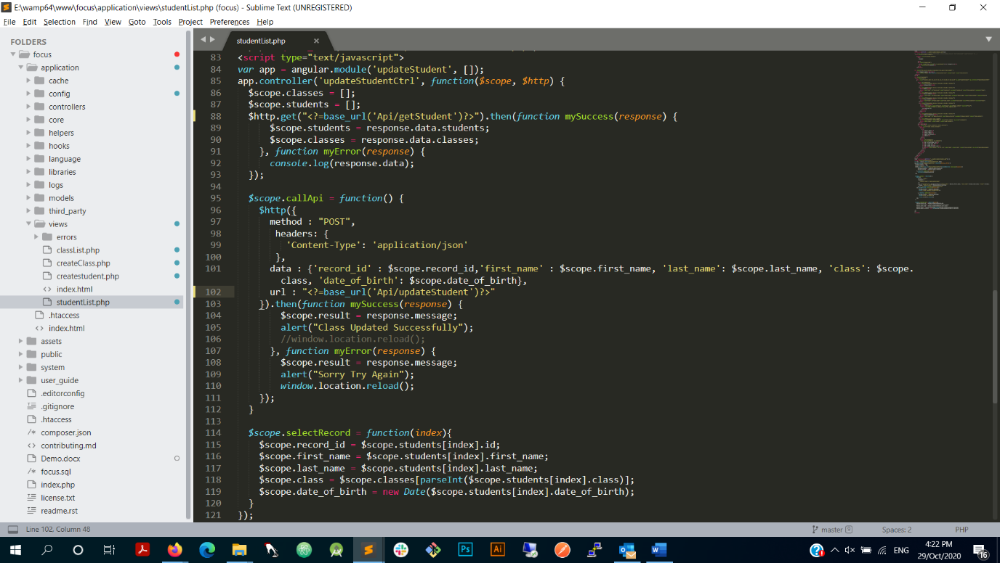 E:\wamp64\www\focus\application\views\studentList.php (focus) - Sublime Text (UNREGISTERED)
File Edit Selection Find View Goto Tools Project Preferences Help
FOLDERS
focus
application
cache
config
controllers
core
helpers
hooks
language
libraries
logs
models
third_party
views
errors
classList.php
createClass.php
createstudent.php
index.html
studentList.php
.htaccess
index.html
assets
public
system
user_guide
.editorconfig
.gitignore
.htaccess
composer.json
contributing.md
Demo.docx
focus.sql
index.php
license.txt
readme.rst
studentList.php
83 <script type="text/javascript">
84 var app = angular.module('updateStudent', []);
85 app.controller('updateStudentCtrl', function($scope, $http) {
86 $scope.classes = [];
87 $scope.students = [];
88 $http.get("<?=base_url('Api/getStudent')?>").then(function mySuccess(response) {
89 $scope.students = response.data.students;
90 $scope.classes = response.data.classes;
91 }, function myError(response) {
92 console.log(response.data);
93 });
94
95 $scope.callApi = function() {
96 $http({
97 method : "POST",
98 headers: {
99 'Content-Type': 'application/json'
100 },
101 data : {'record_id' : $scope.record_id,'first_name' : $scope.first_name, 'last_name': $scope.last_name, 'class': $scope.
class, 'date_of_birth': $scope.date_of_birth},
102 url : "<?=base_url('Api/updateStudent')?>"
103 }).then(function mySuccess(response) {
104 $scope.result = response.message;
105 alert("Class Updated Successfully");
106 //window.location.reload();
107 }, function myError(response) {
108 $scope.result = response.message;
109 alert("Sorry Try Again");
110 window.location.reload();
111 });
112 }
113
114 $scope.selectRecord = function(index){
115 $scope.record_id = $scope.students[index].id;
116 $scope.first_name = $scope.students[index].first_name;
117 $scope.last_name = $scope.students[index].last_name;
118 $scope.class = $scope.classes[parseInt($scope.students[index].class)];
119 $scope.date_of_birth = new Date($scope.students[index].date_of_birth);
120 }
121 });
Line 102, Column 48
master 9
Spaces: 2
PHP
Ps
Ai
ENG
4:22 PM
29/Oct/2020
16